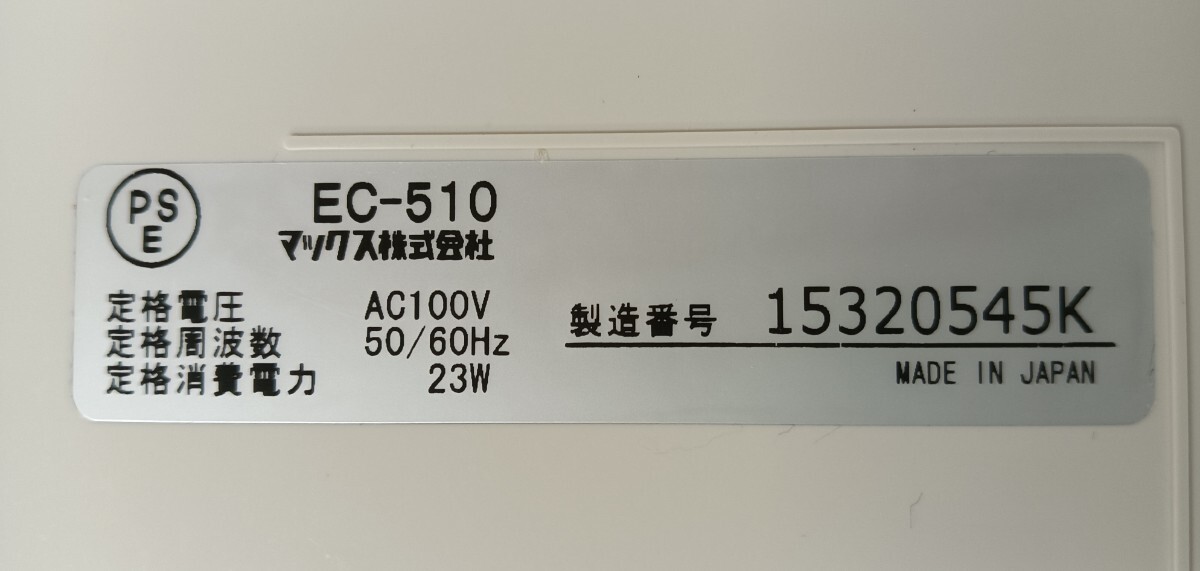 PS
E
EC-510
マックス株式会社
定格電圧 AC100V
定格周波数 50/60Hz
定格消費電力 23W
製造番号 15320545K
MADE IN JAPAN